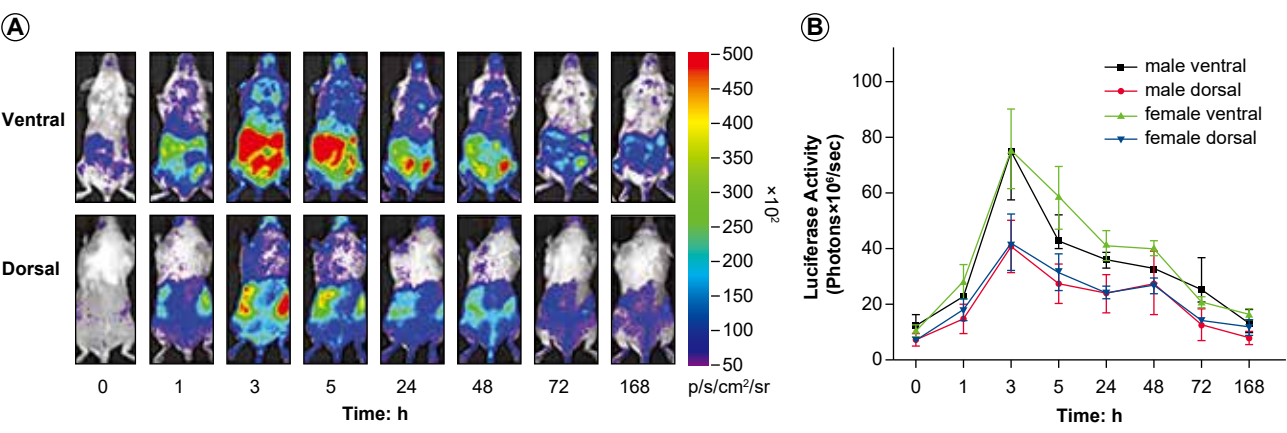 A
Ventral
Dorsal
0 1 3 5 24 48 72 168
Time: h
500
450
400
350
300
250
200
150
100
50
×10²
p/s/cm²/sr
B
male ventral
male dorsal
female ventral
female dorsal
Luciferase Activity
(Photons×10⁶/sec)
100
80
60
40
20
0
0 1 3 5 24 48 72 168
Time: h